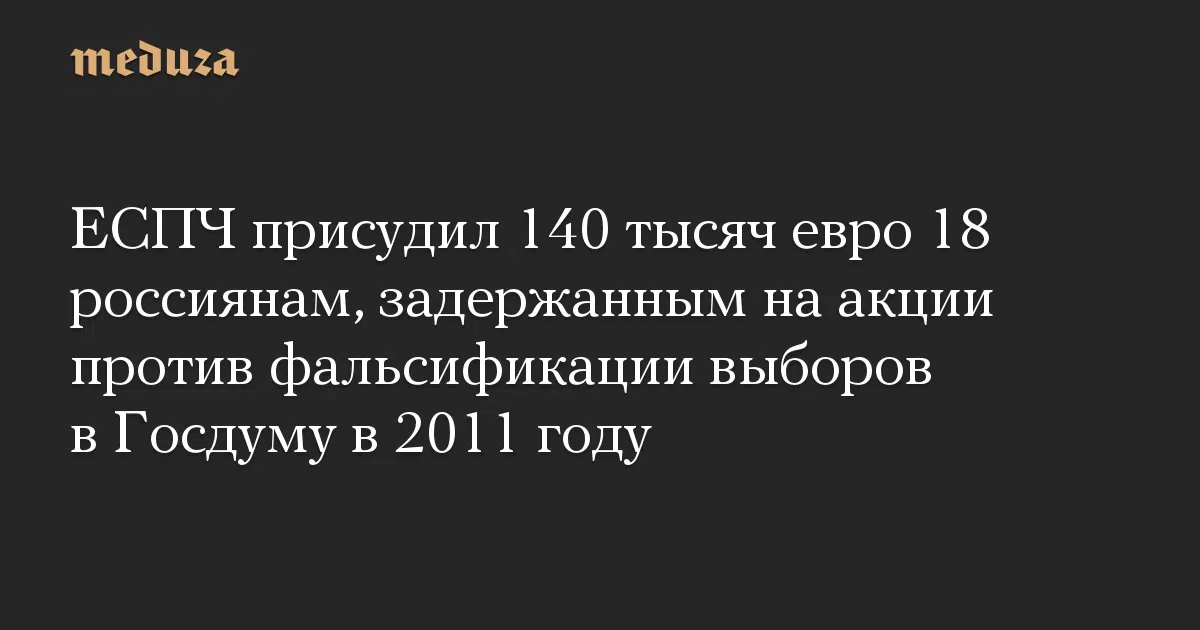 meduza
ЕСПЧ присудил 140 тысяч евро 18
россиянам, задержанным на акции
против фальсификации выборов
в Госдуму в 2011 году